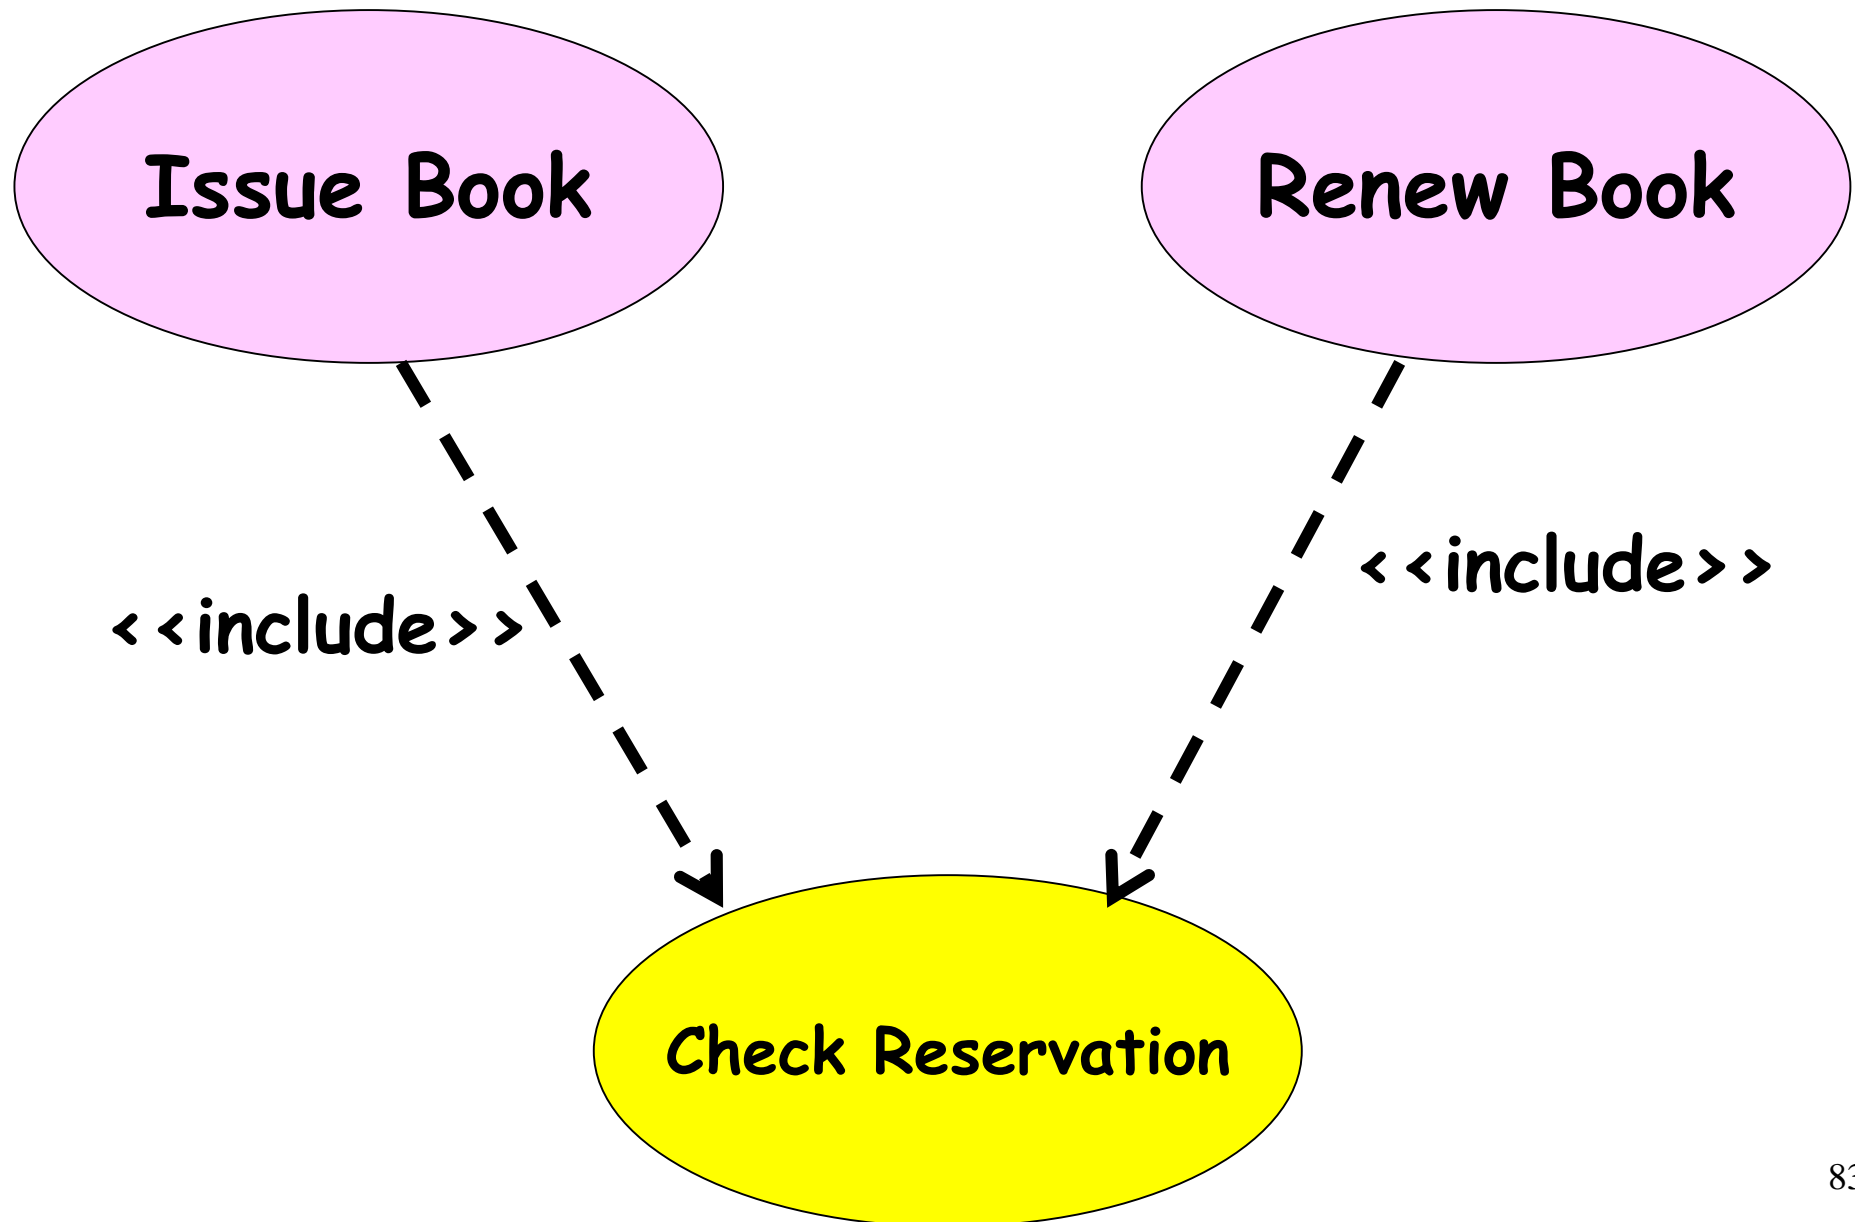 Issue Book
Renew Book
<<include>>
<<include>>
Check Reservation